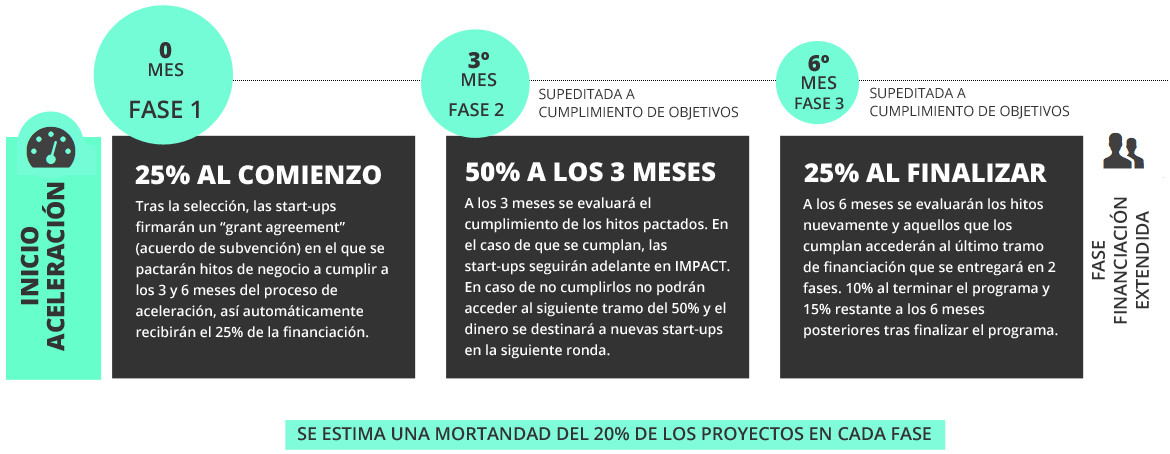 0
MES
FASE 1
3º
MES
FASE 2
SUPEDITADA A
CUMPLIMIENTO DE OBJETIVOS
6º
MES
FASE 3
SUPEDITADA A
CUMPLIMIENTO DE OBJETIVOS
INICIO
ACELERACIÓN
25% AL COMIENZO
Tras la selección, las start-ups
firmarán un “grant agreement”
(acuerdo de subvención) en el que se
pactarán hitos de negocio a cumplir a
los 3 y 6 meses del proceso de
aceleración, así automáticamente
recibirán el 25% de la financiación.
50% A LOS 3 MESES
A los 3 meses se evaluará el
cumplimiento de los hitos pactados. En
el caso de que se cumplan, las
start-ups seguirán adelante en IMPACT.
En caso de no cumplirlos no podrán
acceder al siguiente tramo del 50% y el
dinero se destinará a nuevas start-ups
en la siguiente ronda.
25% AL FINALIZAR
A los 6 meses se evaluarán los hitos
nuevamente y aquellos que los
cumplan accederán al último tramo
de financiación que se entregará en 2
fases. 10% al terminar el programa y
15% restante a los 6 meses
posteriores tras finalizar el programa.
FASE
FINANCIACIÓN
EXTENDIDA
SE ESTIMA UNA MORTANDAD DEL 20% DE LOS PROYECTOS EN CADA FASE